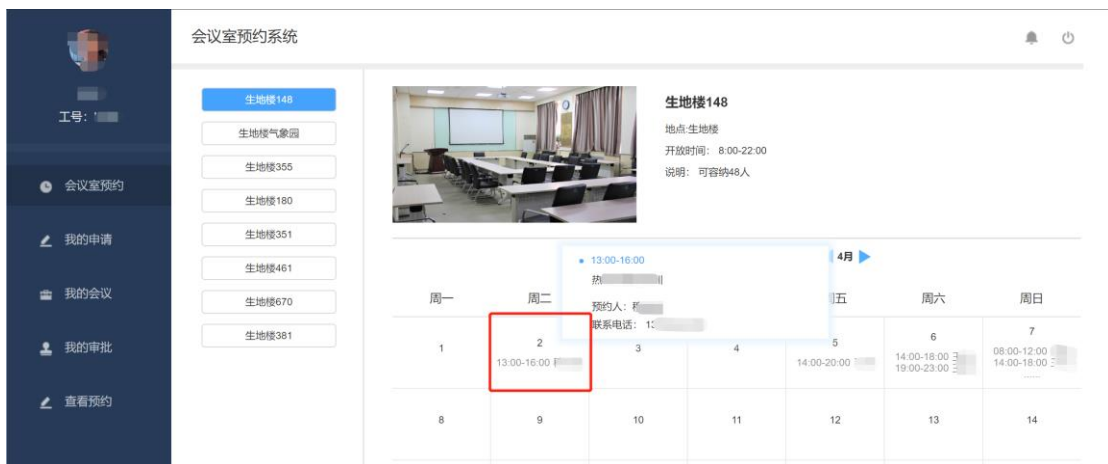 会议室预约系统
工号：
会议室预约
我的申请
我的会议
我的审批
查看预约
生地楼148
生地楼气象园
生地楼355
生地楼180
生地楼351
生地楼461
生地楼670
生地楼381
生地楼148
地点:生地楼
开放时间： 8:00-22:00
说明： 可容纳48人
4月
13:00-16:00
热
预约人：
联系电话： 13
周一 周二 五 周六 周日
1 2 3 4 5 6 7
13:00-16:00 14:00-20:00 14:00-18:00 08:00-12:00
19:00-23:00 14:00-18:00
8 9 10 11 12 13 14